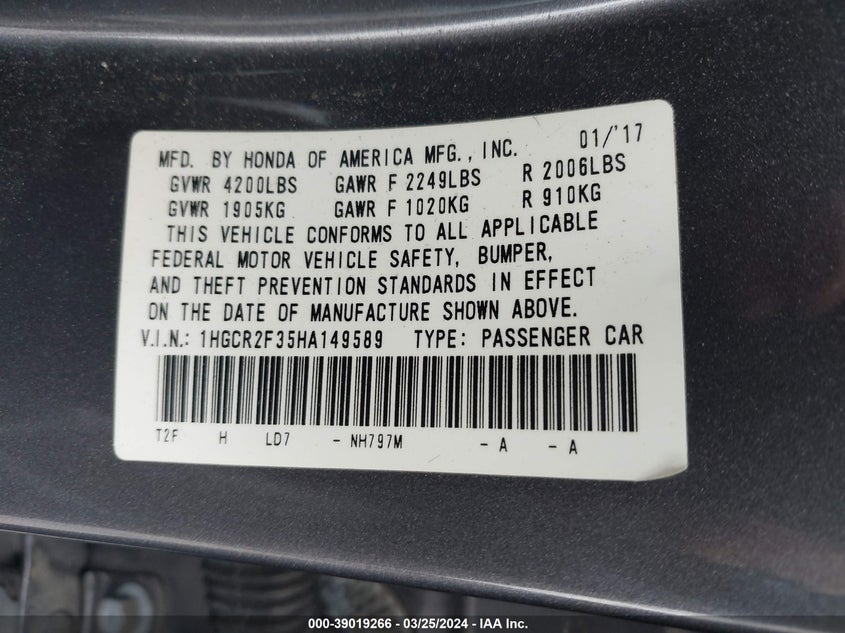 MFD. BY HONDA OF AMERICA MFG., INC. 01/'17
GVWR 4200LBS GAWR F 2249LBS R 2006LBS
GVWR 1905KG GAWR F 1020KG R 910KG
THIS VEHICLE CONFORMS TO ALL APPLICABLE
FEDERAL MOTOR VEHICLE SAFETY, BUMPER,
AND THEFT PREVENTION STANDARDS IN EFFECT
ON THE DATE OF MANUFACTURE SHOWN ABOVE.
V.I.N.: 1HGCR2F35HA149589 TYPE: PASSENGER CAR
T2F H LD7 - NH797M - A - A
000-39019266 - 03/25/2024 - IAA Inc.